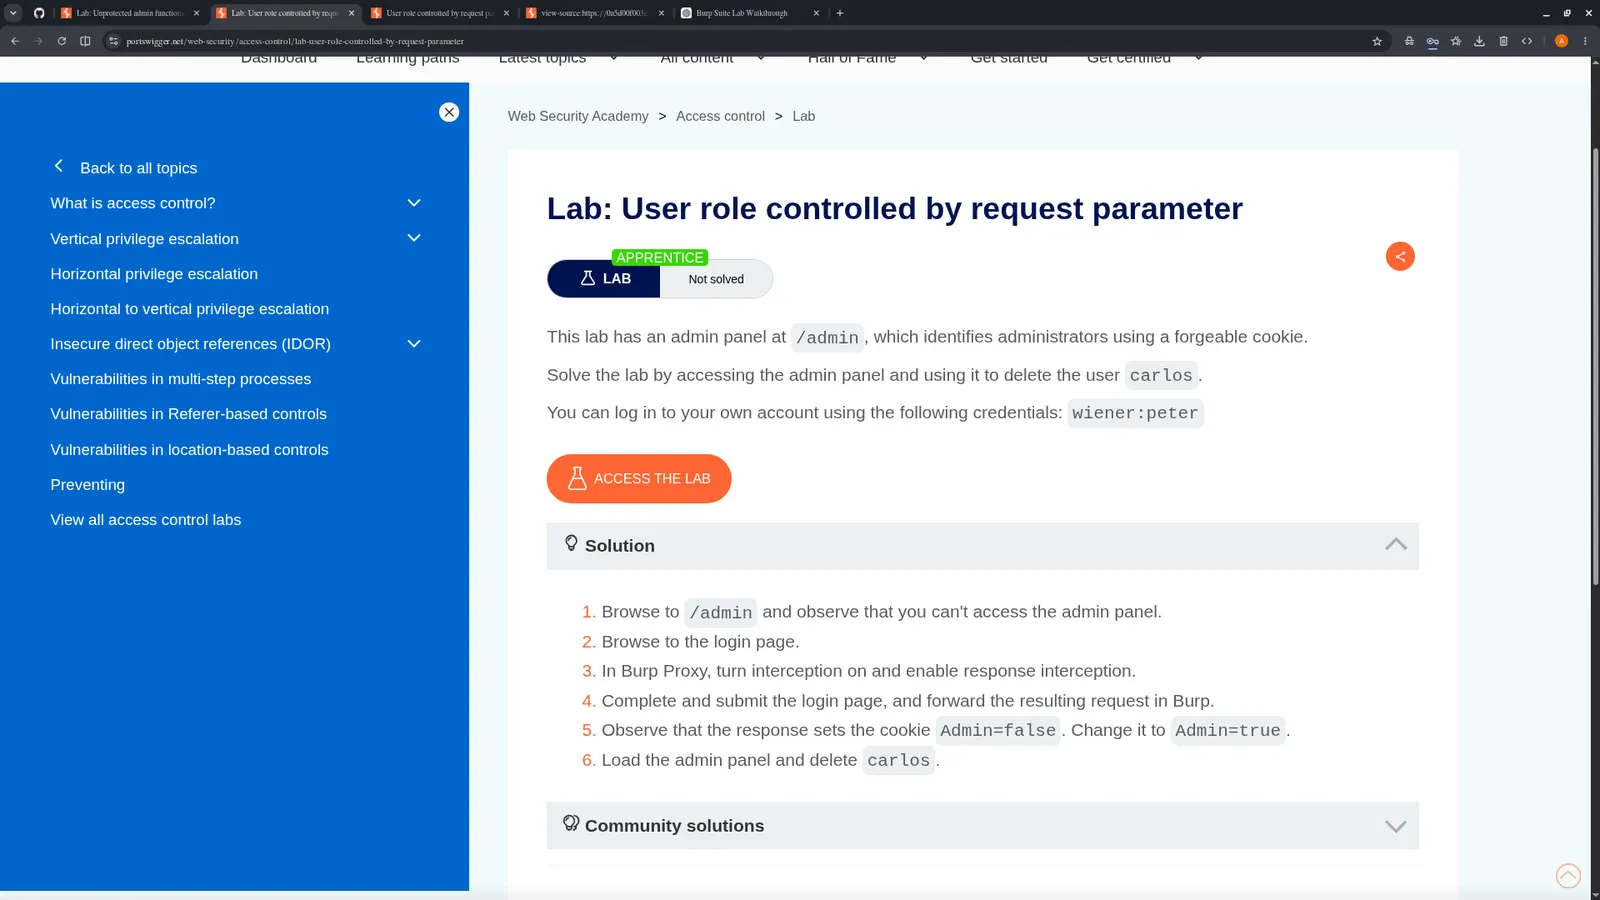 Lab: Unprotected admin function
Lab: User role controlled by requ
User role controlled by request p
view-source:https://0a5d00f003c
Burp Suite Lab Walkthrough
portswigger.net/web-security/access-control/lab-user-role-controlled-by-request-parameter
A
Dashboard Learning paths Latest topics All content Hall of Fame Get started Get certified
Back to all topics
What is access control?
Vertical privilege escalation
Horizontal privilege escalation
Horizontal to vertical privilege escalation
Insecure direct object references (IDOR)
Vulnerabilities in multi-step processes
Vulnerabilities in Referer-based controls
Vulnerabilities in location-based controls
Preventing
View all access control labs
Web Security Academy > Access control > Lab
Lab: User role controlled by request parameter
APPRENTICE
LAB Not solved
This lab has an admin panel at /admin, which identifies administrators using a forgeable cookie.
Solve the lab by accessing the admin panel and using it to delete the user carlos.
You can log in to your own account using the following credentials: wiener:peter
ACCESS THE LAB
Solution
1. Browse to /admin and observe that you can't access the admin panel.
2. Browse to the login page.
3. In Burp Proxy, turn interception on and enable response interception.
4. Complete and submit the login page, and forward the resulting request in Burp.
5. Observe that the response sets the cookie Admin=false. Change it to Admin=true.
6. Load the admin panel and delete carlos.
Community solutions